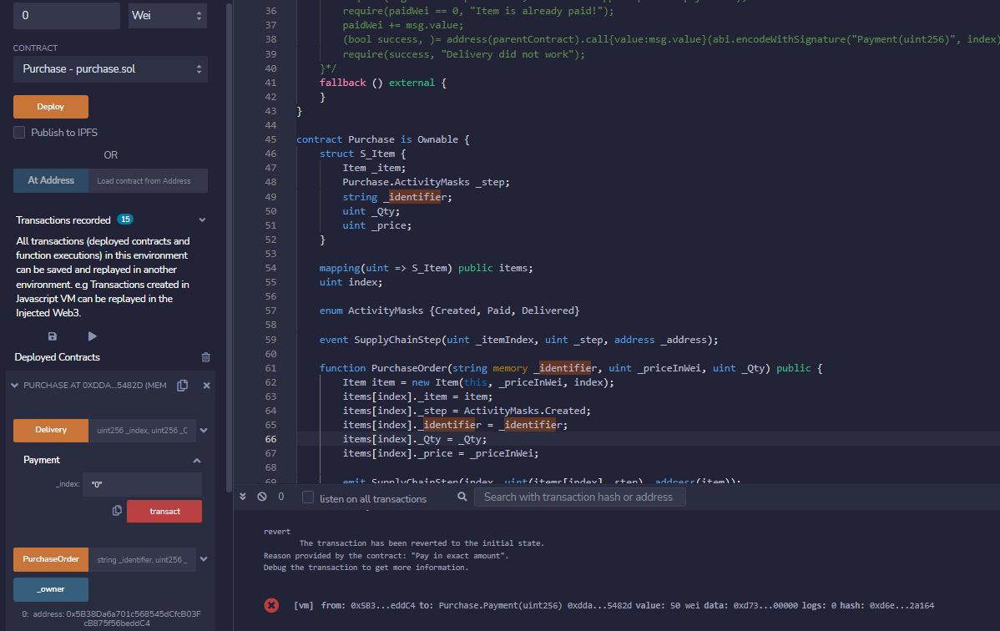 0
Wei
CONTRACT
Purchase - purchase.sol
Deploy
Publish to IPFS
OR
At Address
Load contract from Address
Transactions recorded 15
All transactions (deployed contracts and
function executions) in this environment
can be saved and replayed in another
environment. e.g Transactions created in
Javascript VM can be replayed in the
Injected Web3.
Deployed Contracts
PURCHASE AT 0XDDA...5482D (MEM
Delivery
uint256 _index, uint256 _Q
Payment
_index:
"0"
transact
PurchaseOrder
string _identifier, uint256 _
_owner
0: address: 0x5B38Da6a701c568545dCfcB03F
cB875f56beddC4
36 require(paidWei == 0, "Item is already paid!");
37 paidWei += msg.value;
38 (bool success, )= address(parentContract).call{value:msg.value}(abi.encodeWithSignature("Payment(uint256)", index)
39 require(success, "Delivery did not work");
40 }*/
41 fallback () external {
42 }
43 }
44
45 contract Purchase is Ownable {
46 struct S_Item {
47 Item _item;
48 Purchase.ActivityMasks _step;
49 string _identifier;
50 uint _Qty;
51 uint _price;
52 }
53
54 mapping(uint => S_Item) public items;
55 uint index;
56
57 enum ActivityMasks {Created, Paid, Delivered}
58
59 event SupplyChainStep(uint _itemIndex, uint _step, address _address);
60
61 function PurchaseOrder(string memory _identifier, uint _priceInWei, uint _Qty) public {
62 Item item = new Item(this, _priceInWei, index);
63 items[index]._item = item;
64 items[index]._step = ActivityMasks.Created;
65 items[index]._identifier = _identifier;
66 items[index]._Qty = _Qty;
67 items[index]._price = _priceInWei;
68
69 emit SupplyChainStep(index, uint(items[index]._step), address(item));
0
listen on all transactions
Search with transaction hash or address
revert
The transaction has been reverted to the initial state.
Reason provided by the contract: "Pay in exact amount".
Debug the transaction to get more information.
[vm] from: 0x5B3...eddC4 to: Purchase.Payment(uint256) 0xdda...5482d value: 50 wei data: 0xd73...00000 logs: 0 hash: 0xd6e...2a164